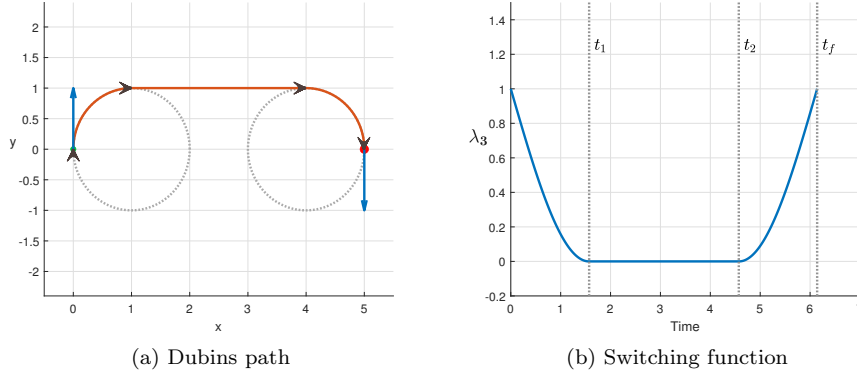 2
1.5
1
0.5
0
-0.5
-1
-1.5
-2
y
0 1 2 3 4 5
x
(a) Dubins path
1.4
1.2
1
0.8
0.6
0.4
0.2
0
-0.2
λ₃
t₁
t₂
t_f
0 1 2 3 4 5 6 7
Time
(b) Switching function